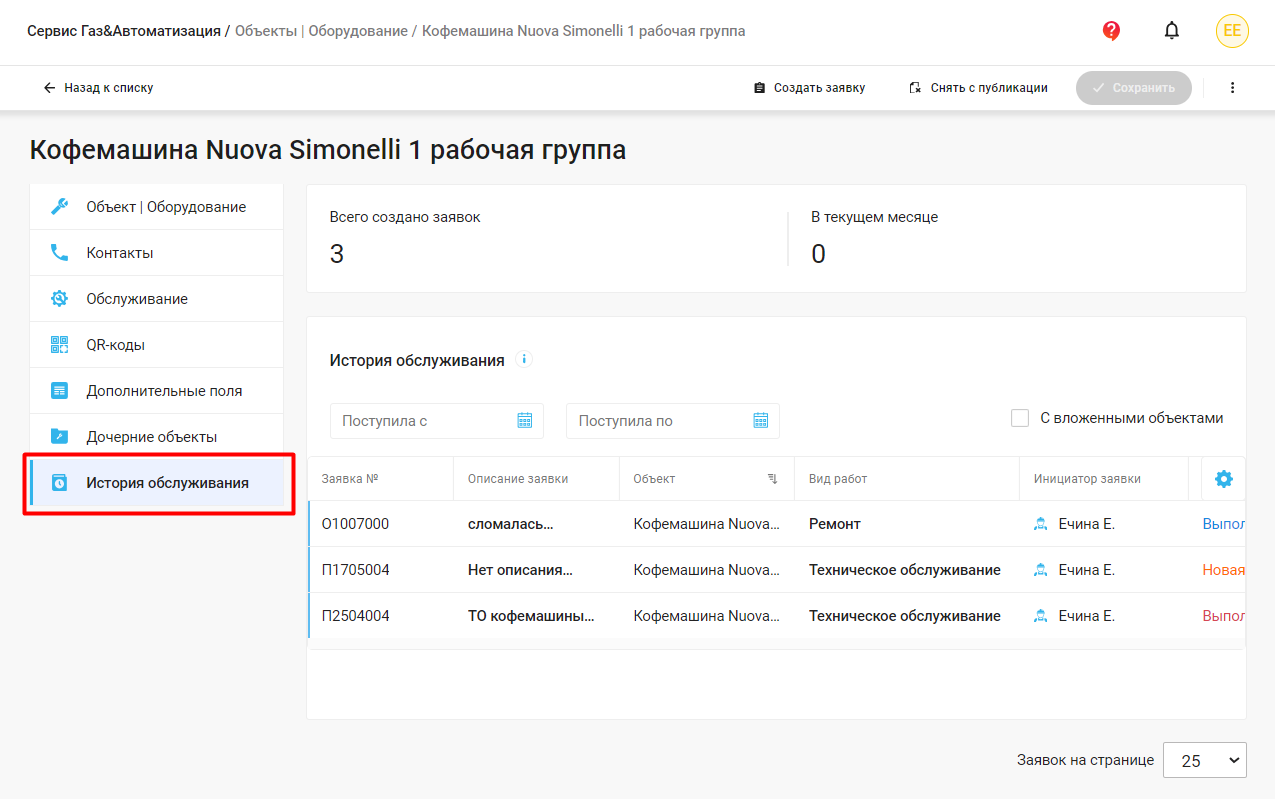 Сервис Газ&Автоматизация / Объекты | Оборудование / Кофемашина Nuova Simonelli 1 рабочая группа
EE
Назад к списку
Создать заявку
Снять с публикации
Сохранить
Кофемашина Nuova Simonelli 1 рабочая группа
Объект | Оборудование
Контакты
Обслуживание
QR-коды
Дополнительные поля
Дочерние объекты
История обслуживания
Всего создано заявок
3
В текущем месяце
0
История обслуживания
Поступила с
Поступила по
С вложенными объектами
Заявка № Описание заявки Объект Вид работ Инициатор заявки
О1007000 сломалась... Кофемашина Nuova... Ремонт Ечина Е. Выпол
П1705004 Нет описания... Кофемашина Nuova... Техническое обслуживание Ечина Е. Новая
П2504004 ТО кофемашины... Кофемашина Nuova... Техническое обслуживание Ечина Е. Выпол
Заявок на странице 25